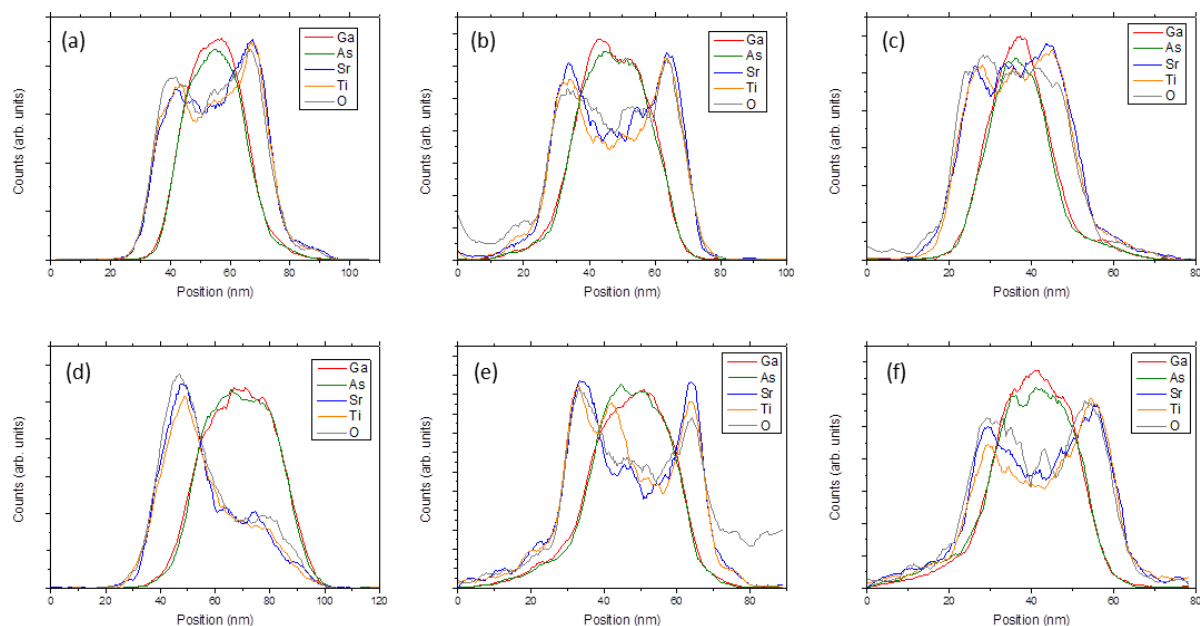 (a)
Ga
As
Sr
Ti
O
Counts (arb. units)
0 20 40 60 80 100
Position (nm)
(b)
Ga
As
Sr
Ti
O
Counts (arb. units)
0 20 40 60 80 100
Position (nm)
(c)
Ga
As
Sr
Ti
O
Counts (arb. units)
0 20 40 60 80
Position (nm)
(d)
Ga
As
Sr
Ti
O
Counts (arb. units)
0 20 40 60 80 100 120
Position (nm)
(e)
Ga
As
Sr
Ti
O
Counts (arb. units)
0 20 40 60 80
Position (nm)
(f)
Ga
As
Sr
Ti
O
Counts (arb. units)
0 20 40 60 80
Position (nm)